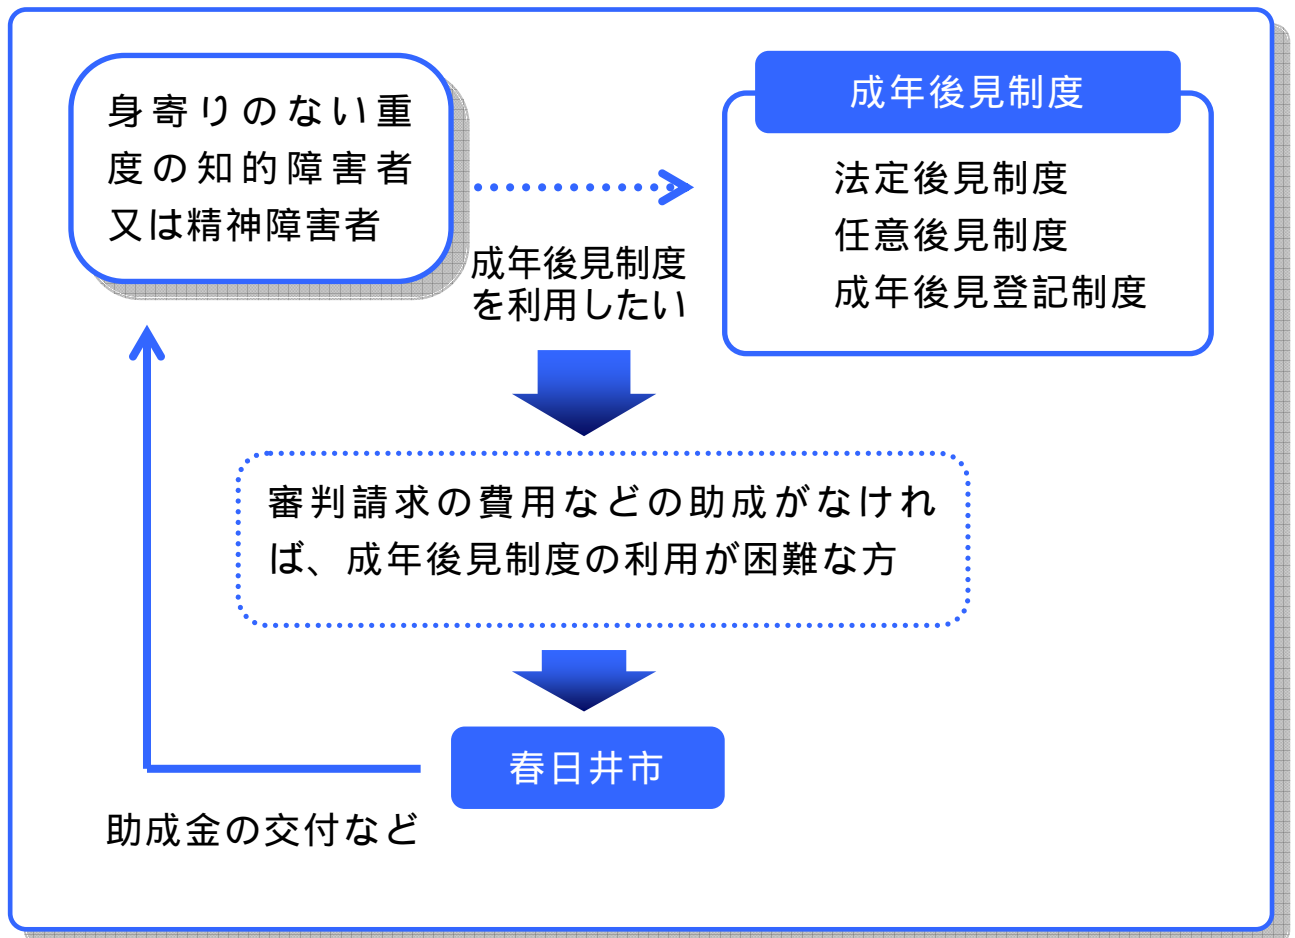 身寄りのない重
度の知的障害者
又は精神障害者
成年後見制度
を利用したい
成年後見制度
法定後見制度
任意後見制度
成年後見登記制度
審判請求の費用などの助成がなけれ
ば、成年後見制度の利用が困難な方
春日井市
助成金の交付など